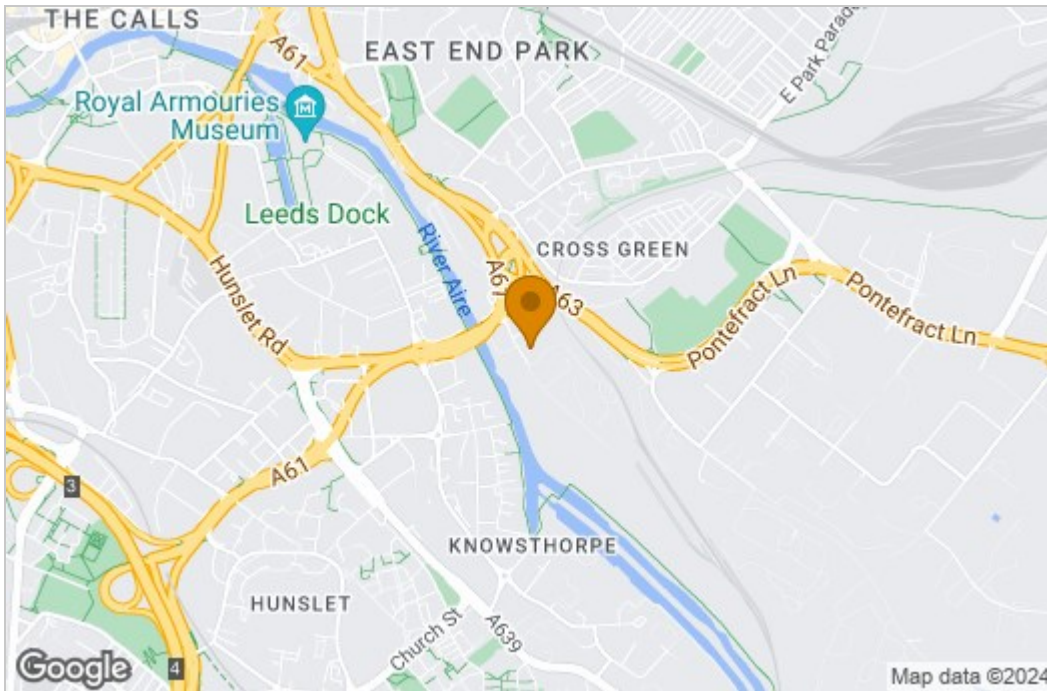 THE CALLS
A61
EAST END PARK
E Park Parade
Royal Armouries
Museum
Leeds Dock
River Aire
CROSS GREEN
A61
A63
Hunslet Rd
Pontefract Ln
Pontefract Ln
A61
3
KNOWSTHORPE
HUNSLET
Church St
A639
4
Google
Map data ©2024